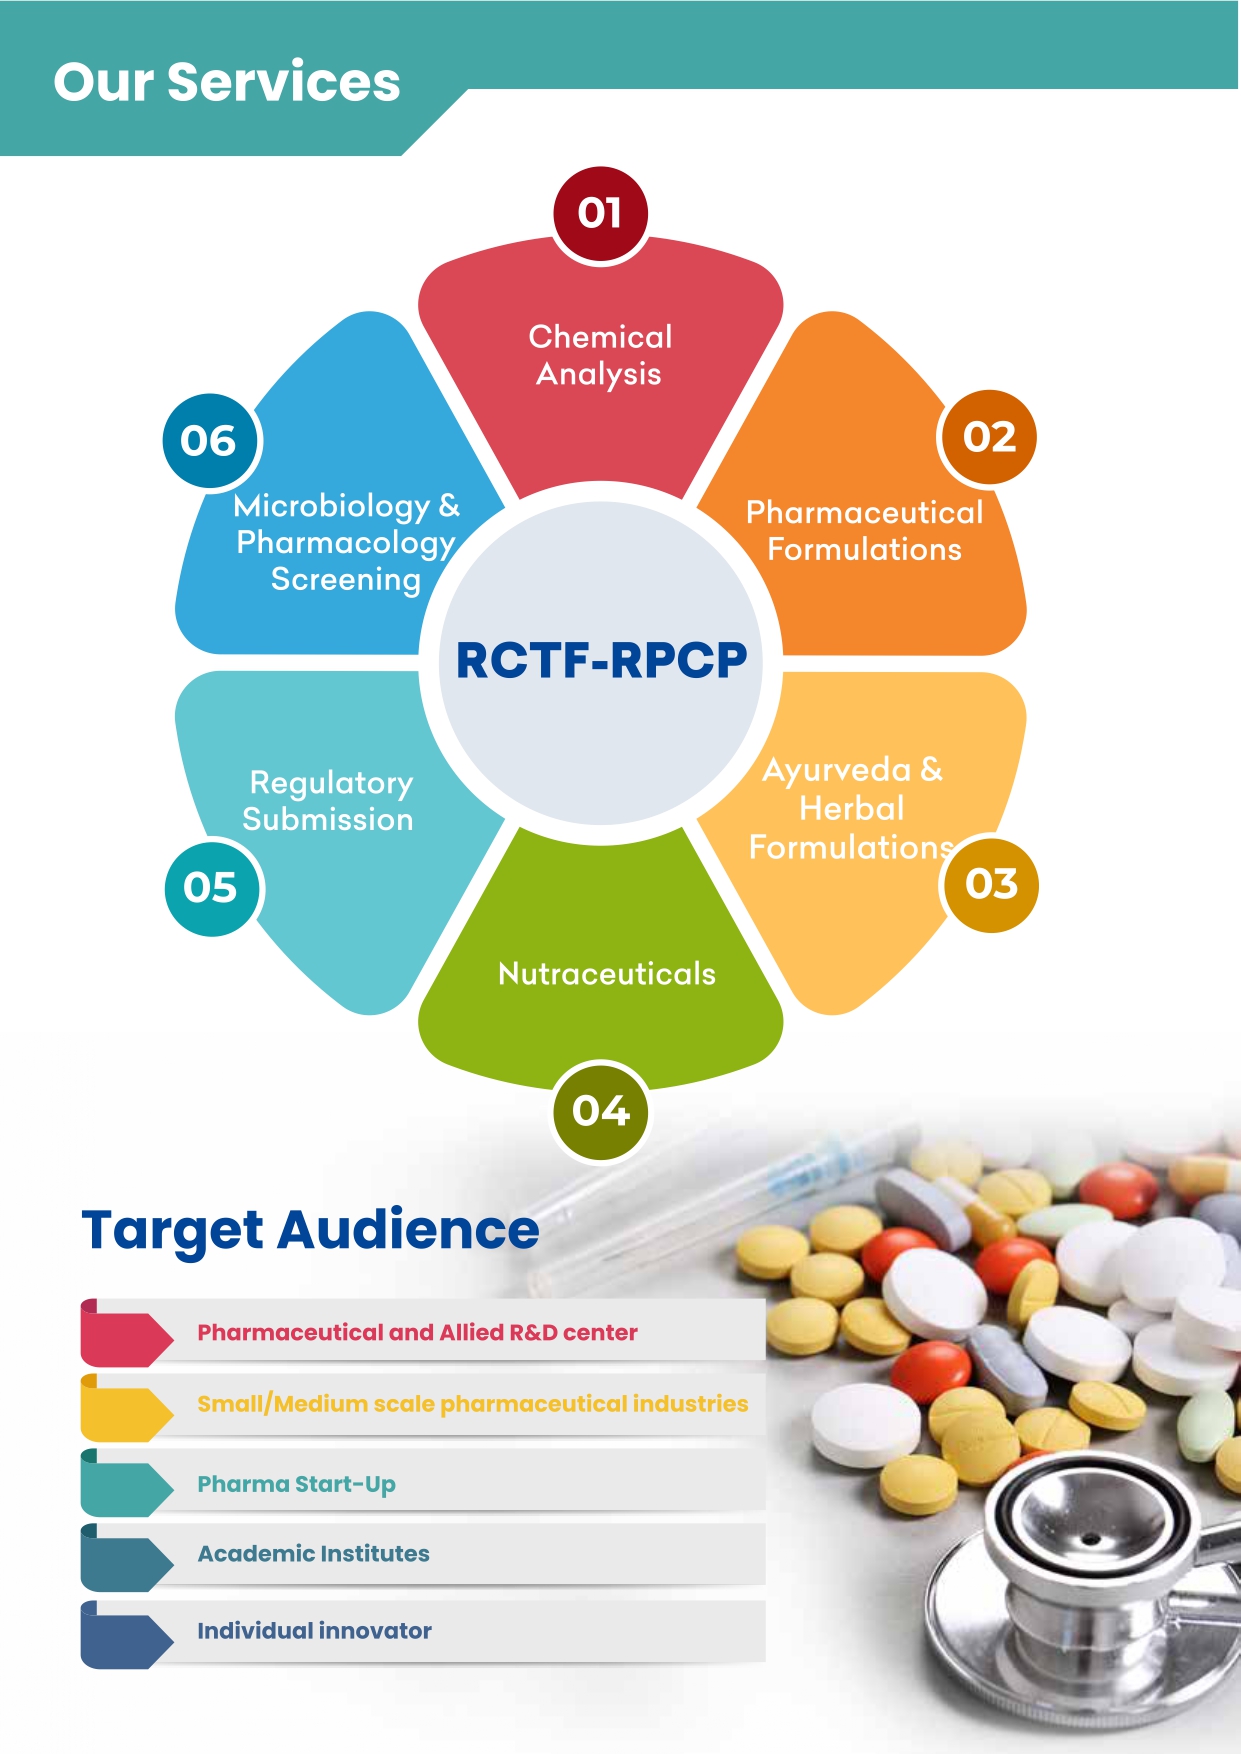 Our Services
01
Chemical
Analysis
02
Pharmaceutical
Formulations
03
Ayurveda &
Herbal
Formulations
04
Nutraceuticals
05
Regulatory
Submission
06
Microbiology &
Pharmacology
Screening
RCTF-RPCP
Target Audience
Pharmaceutical and Allied R&D center
Small/Medium scale pharmaceutical industries
Pharma Start-Up
Academic Institutes
Individual innovator